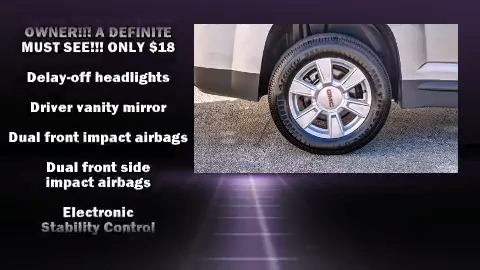 OWNER!!! A DEFINITE
MUST SEE!!! ONLY $18
Delay-off headlights
Driver vanity mirror
Dual front impact airbags
Dual front side
impact airbags
Electronic
Stability Control
GMC